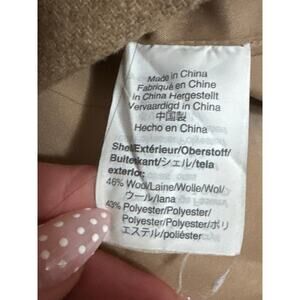 Made in China
Fabriqué en Chine
In China Hergestellt
Vervaardigd in China
中国製
Hecho en China
Shell/Extérieur/Oberstoff/
Buitenkant/シェル/tela
exterior:
46% Wool/Laine/Wolle/Wol/
ウール/lana
43% Polyester/Polyester/
Polyester/Polyester/ポリ
エステル/poliéster